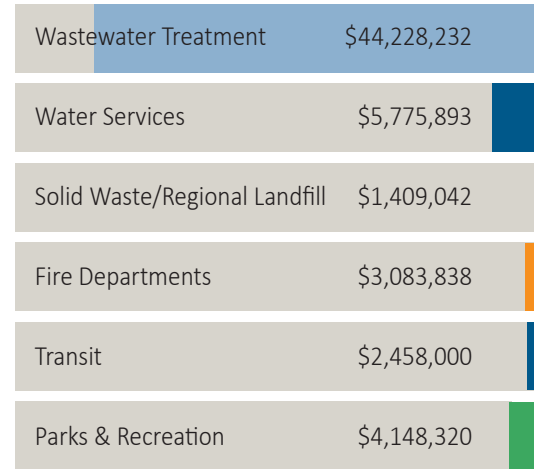 Wastewater Treatment $44,228,232
Water Services $5,775,893
Solid Waste/Regional Landfill $1,409,042
Fire Departments $3,083,838
Transit $2,458,000
Parks & Recreation $4,148,320